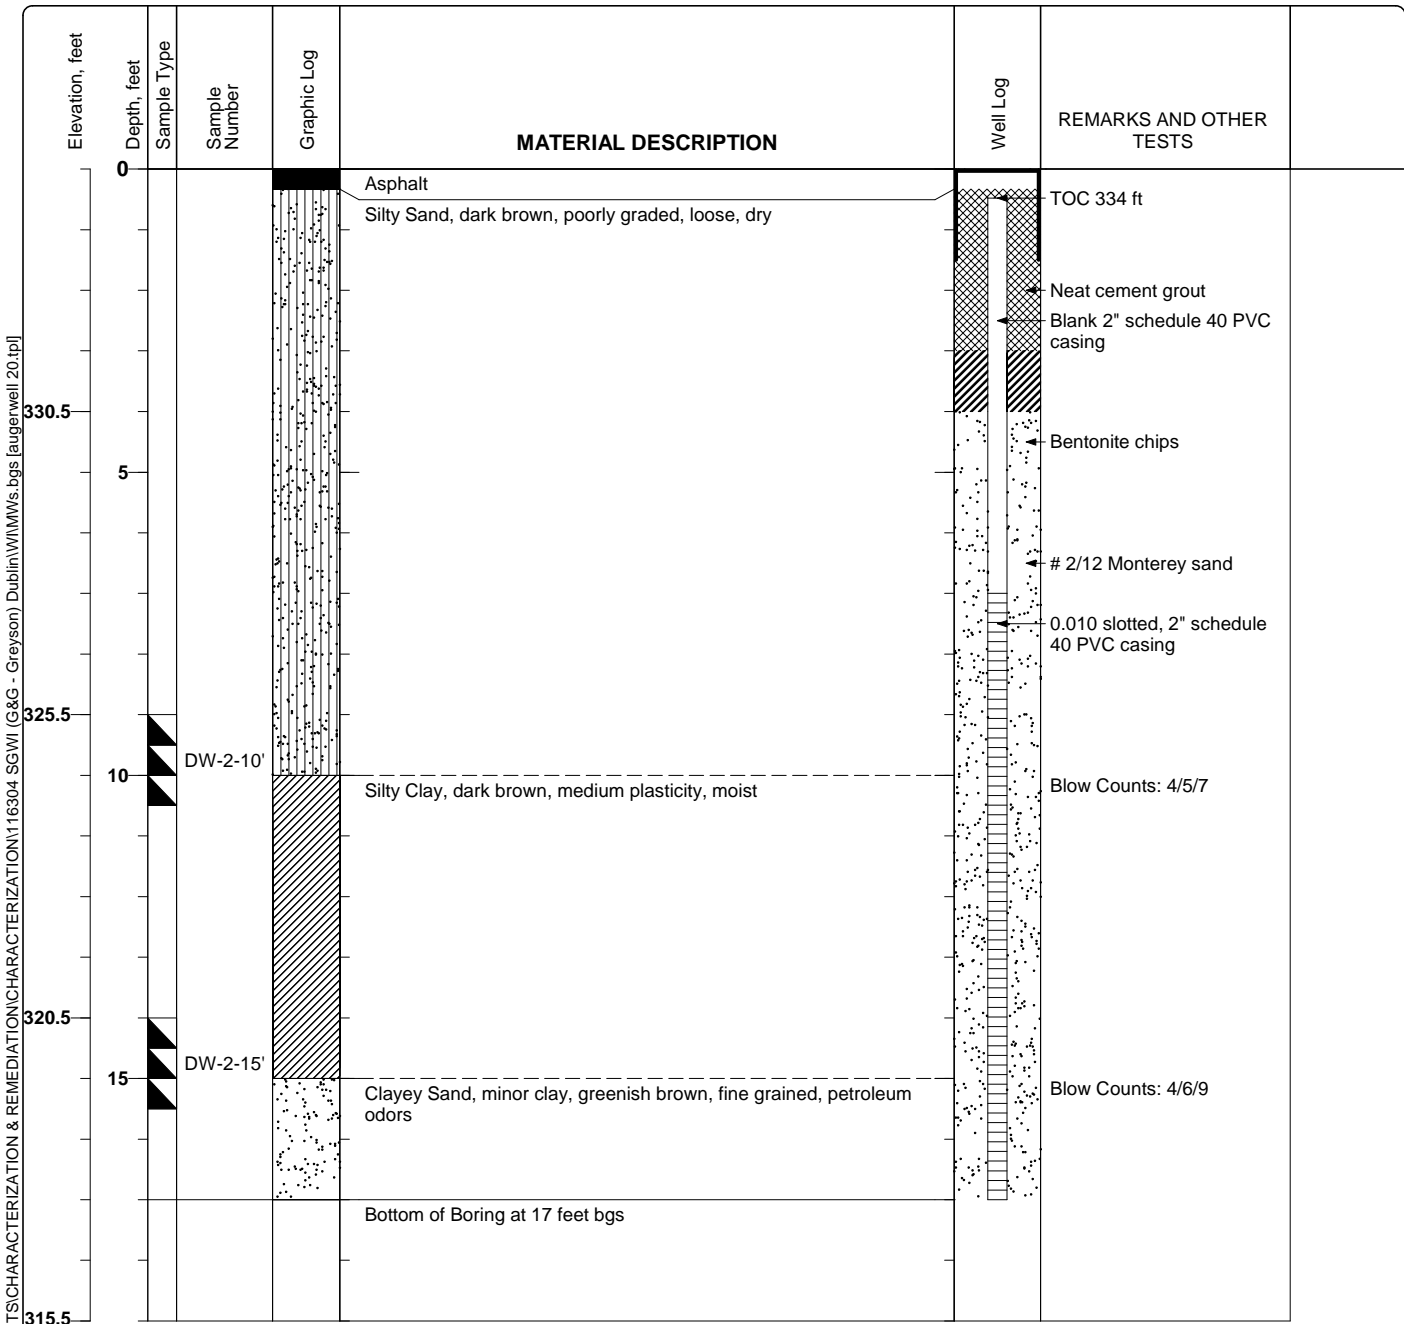 Elevation, feet
Depth, feet
Sample Type
Sample
Number
Graphic Log
MATERIAL DESCRIPTION
Well Log
REMARKS AND OTHER
TESTS
0
Asphalt
TOC 334 ft
Silty Sand, dark brown, poorly graded, loose, dry
Neat cement grout
Blank 2" schedule 40 PVC
casing
330.5
Bentonite chips
5
# 2/12 Monterey sand
0.010 slotted, 2" schedule
40 PVC casing
325.5
DW-2-10'
10
Silty Clay, dark brown, medium plasticity, moist
Blow Counts: 4/5/7
320.5
DW-2-15'
15
Clayey Sand, minor clay, greenish brown, fine grained, petroleum
odors
Blow Counts: 4/6/9
Bottom of Boring at 17 feet bgs
315.5
TS\CHARACTERIZATION & REMEDIATION\CHARACTERIZATION\116304 SGWI (G&G - Greyson) Dublin\WI\MWs.bgs [augerwell 20.tpl]